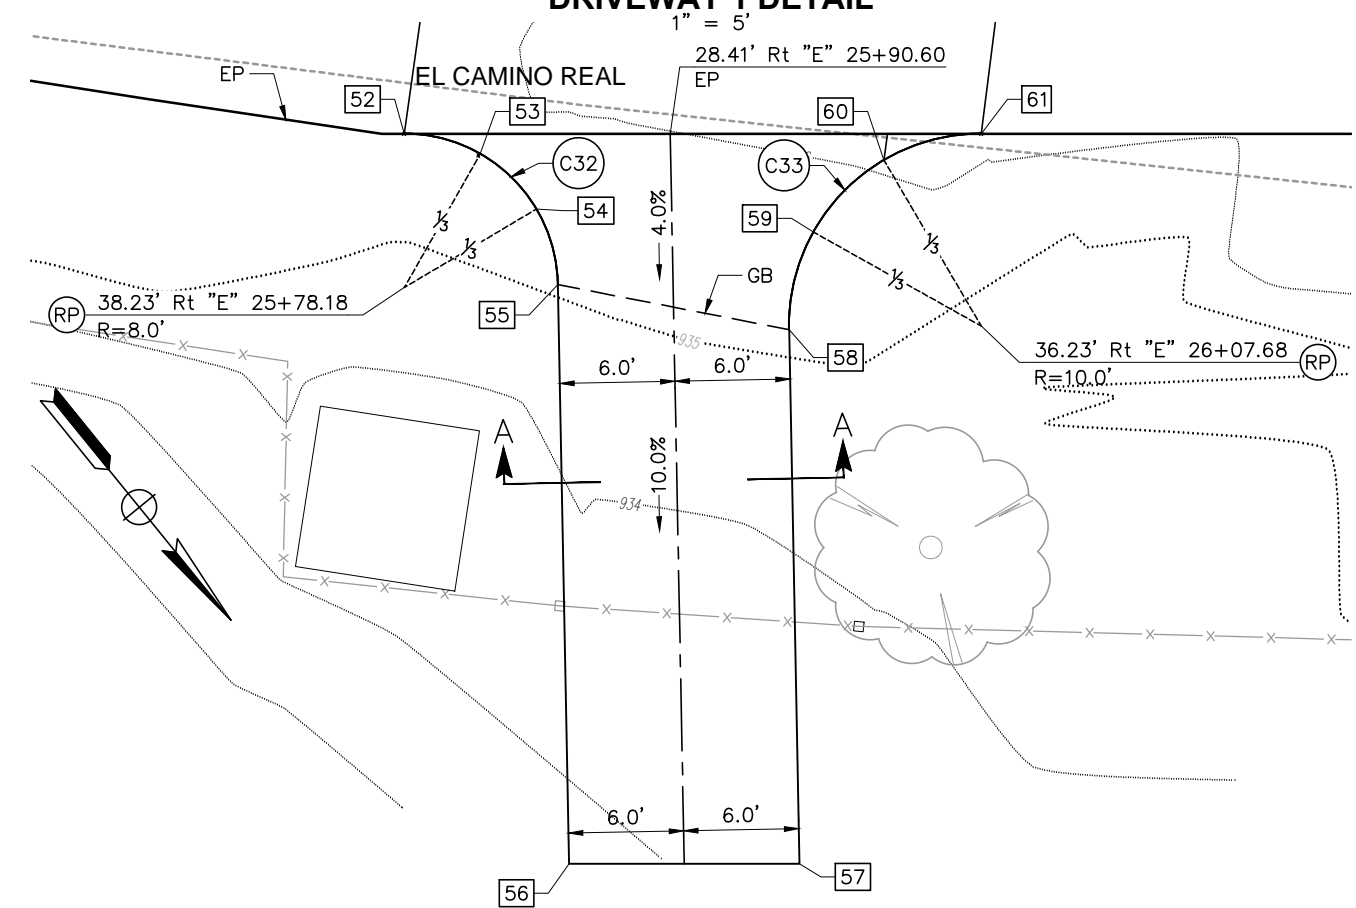 DRIVEWAY 1 DETAIL
1" = 5'
28.41' Rt "E" 25+90.60
EP
EP
EL CAMINO REAL
52
53
60
61
C32
C33
54
59
4.0%
1/3
1/3
1/3
1/3
GB
RP
38.23' Rt "E" 25+78.18
R=8.0'
55
58
935
36.23' Rt "E" 26+07.68
R=10.0'
RP
6.0'
6.0'
A
A
10.0%
934
6.0'
6.0'
56
57